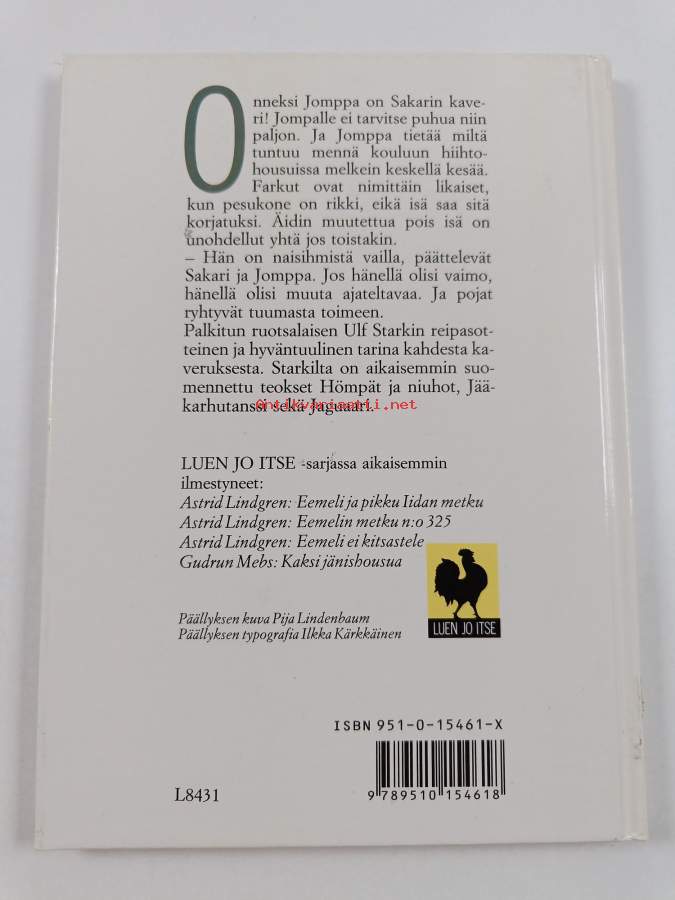 Onneksi Jomppa on Sakarin kave-
ri! Jompalle ei tarvitse puhua niin
paljon. Ja Jomppa tietää miltä
tuntuu mennä kouluun hiihto-
housuissa melkein keskellä kesää.
Farkut ovat nimittäin likaiset,
kun pesukone on rikki, eikä isä saa sitä
korjatuksi. Äidin muutettua pois isä on
unohdellut yhtä jos toistakin.
– Hän on naisihmistä vailla, päättelevät
Sakari ja Jomppa. Jos hänellä olisi vaimo,
hänellä olisi muuta ajateltavaa. Ja pojat
ryhtyvät tuumasta toimeen.
Palkitun ruotsalaisen Ulf Starkin reipasot-
teinen ja hyväntuulinen tarina kahdesta ka-
veruksesta. Starkilta on aikaisemmin suo-
mennettu teokset Hömpät ja niuhot, Jää-
karhutanssi sekä Jaguaari.
antikvariaatti.net
LUEN JO ITSE -sarjassa aikaisemmin
ilmestyneet:
Astrid Lindgren: Eemeli ja pikku Iidan metku
Astrid Lindgren: Eemelin metku n:o 325
Astrid Lindgren: Eemeli ei kitsastele
Gudrun Mebs: Kaksi jänishousua
LUEN JO ITSE
Päällyksen kuva Pija Lindenbaum
Päällyksen typografia Ilkka Kärkkäinen
ISBN 951-0-15461-X
9 789510 154618
L8431